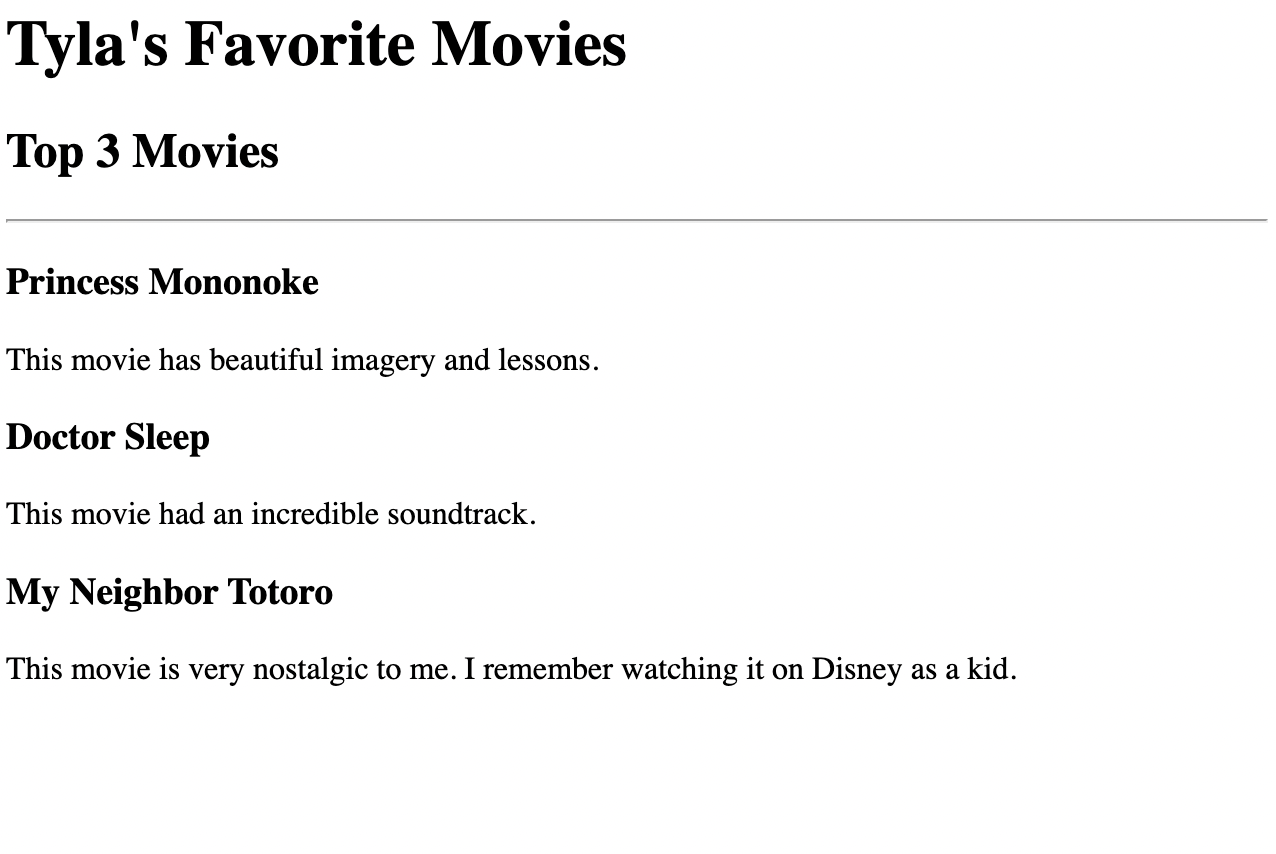 Tyla's Favorite Movies
Top 3 Movies
Princess Mononoke
This movie has beautiful imagery and lessons.
Doctor Sleep
This movie had an incredible soundtrack.
My Neighbor Totoro
This movie is very nostalgic to me. I remember watching it on Disney as a kid.